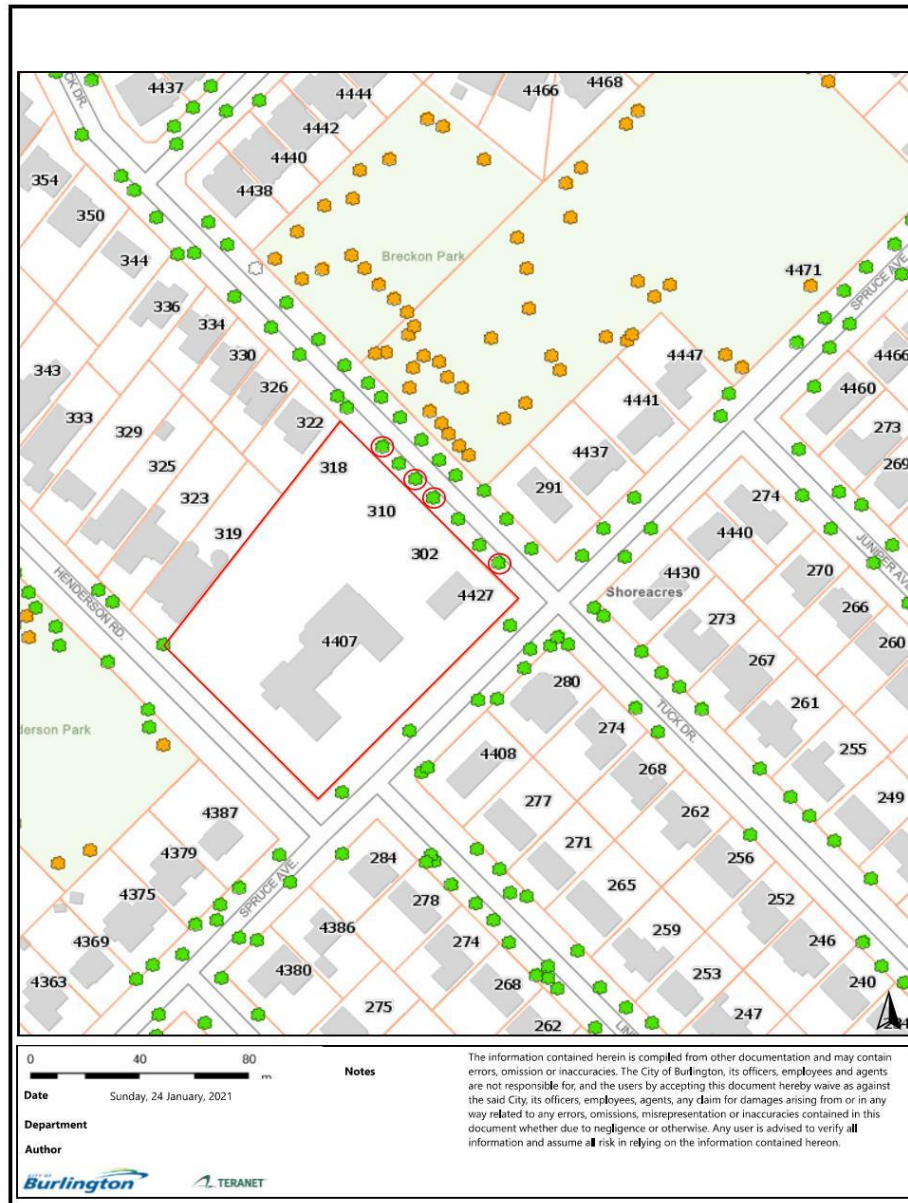 CK DR.
4437
4444
4466
4468
4442
4440
4438
354
350
344
336
334
330
326
322
Breckon Park
4471
SPRUCE AVE.
4466
4460
273
269
4447
4441
4437
291
343
333
329
325
323
319
318
310
302
4427
4407
HENDERSON RD.
274
4440
4430
Shoreacres
JUNIPER AVE.
270
266
260
273
267
261
255
249
TUCK DR.
280
274
268
262
256
252
246
240
4408
277
271
265
259
253
247
derson Park
4387
4379
4375
4369
4363
SPRUCE AVE.
284
278
274
268
262
4386
4380
275
LIN
0 40 80
m
Date Sunday, 24 January, 2021
Department
Author
Notes
The information contained herein is compiled from other documentation and may contain
errors, omission or inaccuracies. The City of Burlington, its officers, employees and agents
are not responsible for, and the users by accepting this document hereby waive as against
the said City, its officers, employees, agents, any claim for damages arising from or in any
way related to any errors, omissions, misrepresentation or inaccuracies contained in this
document whether due to negligence or otherwise. Any user is advised to verify all
information and assume all risk in relying on the information contained hereon.
CITY OF
Burlington
TERANET